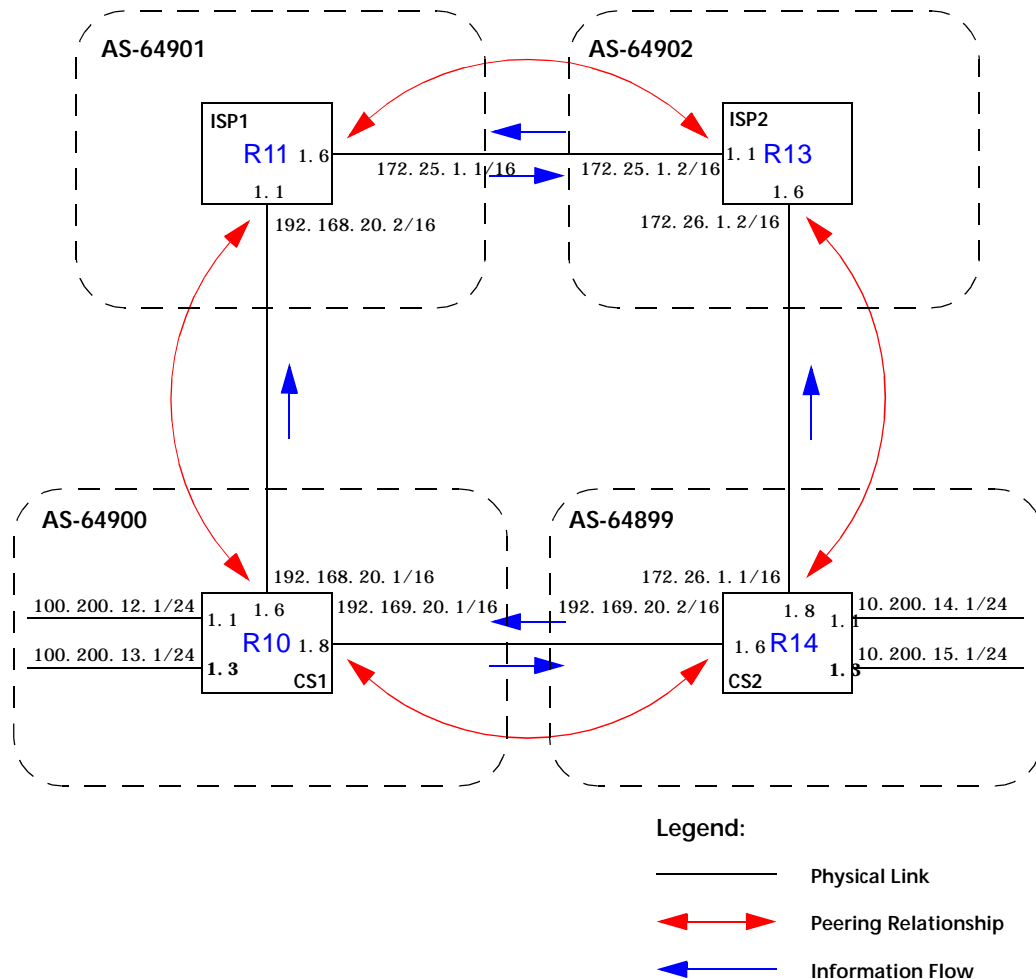 AS-64901
AS-64902
ISP1
R11
1. 6
1. 1
ISP2
1. 1
R13
1. 6
172. 25. 1. 1/16
172. 25. 1. 2/16
192. 168. 20. 2/16
172. 26. 1. 2/16
AS-64900
AS-64899
192. 168. 20. 1/16
172. 26. 1. 1/16
100. 200. 12. 1/24
192. 169. 20. 1/16
192. 169. 20. 2/16
10. 200. 14. 1/24
1. 6
1. 1
R10
1. 8
1. 3
CS1
1. 8
1. 1
1. 6
R14
1. 3
CS2
100. 200. 13. 1/24
10. 200. 15. 1/24
Legend:
Physical Link
Peering Relationship
Information Flow